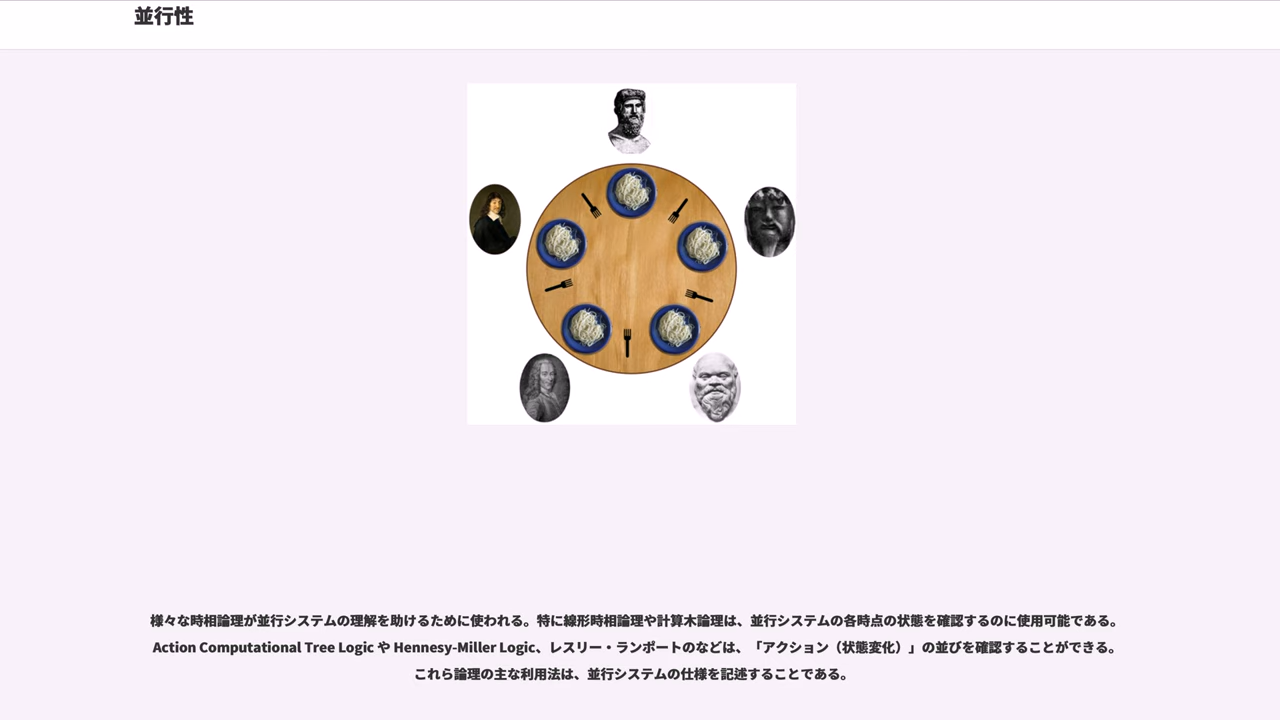 並行性
様々な時相論理が並行システムの理解を助けるために使われる。特に線形時相論理や計算木論理は、並行システムの各時点の状態を確認するのに使用可能である。
Action Computational Tree Logic や Hennesy-Miller Logic、レスリー・ランポートのなどは、「アクション（状態変化）」の並びを確認することができる。
これら論理の主な利用法は、並行システムの仕様を記述することである。